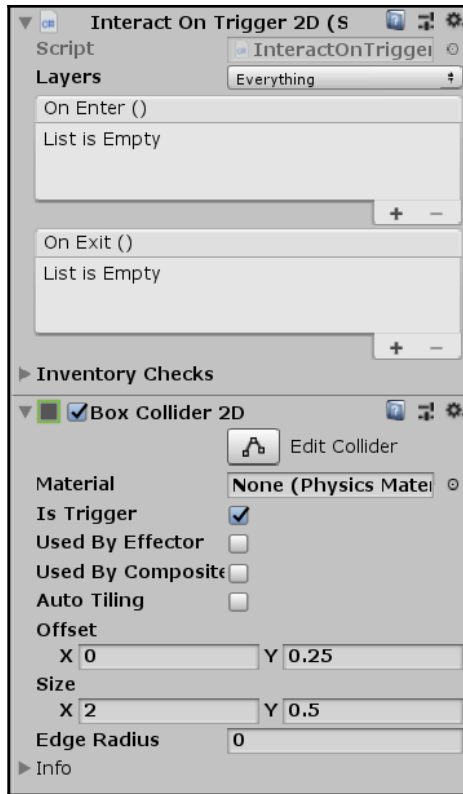 Interact On Trigger 2D (S
Script InteractOnTrigger
Layers Everything
On Enter ()
List is Empty
+ −
On Exit ()
List is Empty
+ −
Inventory Checks
Box Collider 2D
Edit Collider
Material None (Physics Mater
Is Trigger
Used By Effector
Used By Composite
Auto Tiling
Offset
X 0 Y 0.25
Size
X 2 Y 0.5
Edge Radius 0
Info